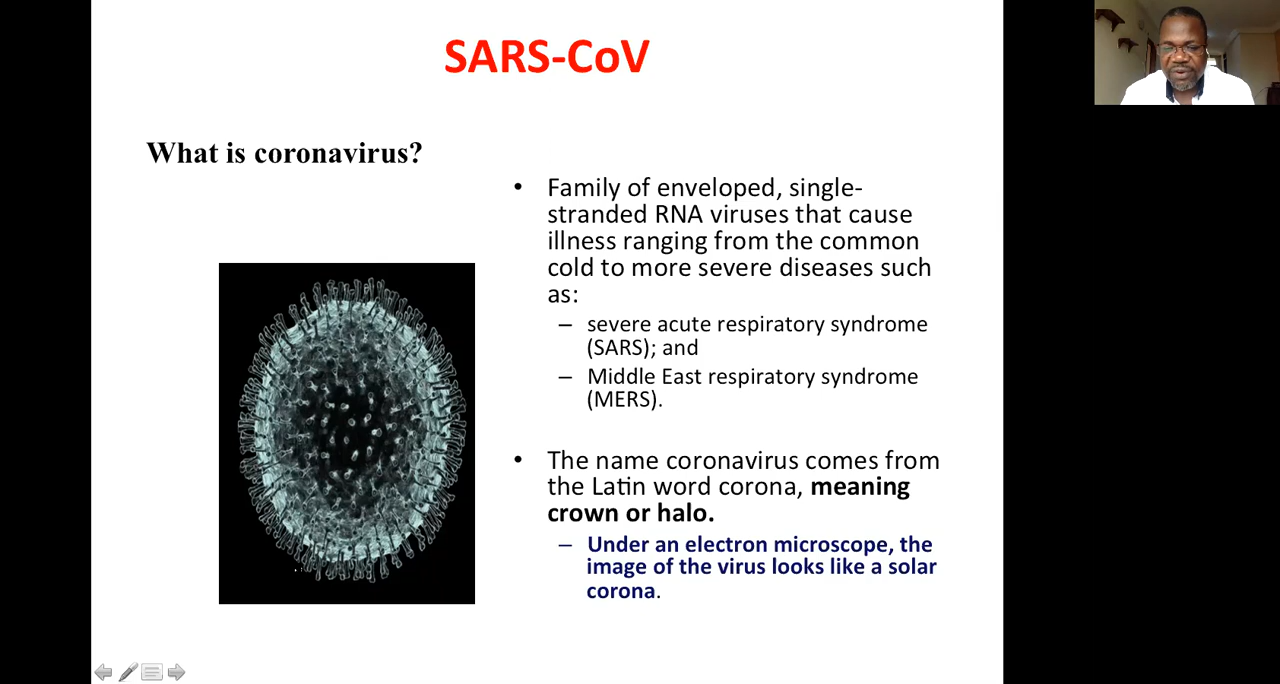 SARS-CoV
What is coronavirus?
• Family of enveloped, single-
stranded RNA viruses that cause
illness ranging from the common
cold to more severe diseases such
as:
– severe acute respiratory syndrome
(SARS); and
– Middle East respiratory syndrome
(MERS).
• The name coronavirus comes from
the Latin word corona, meaning
crown or halo.
– Under an electron microscope, the
image of the virus looks like a solar
corona.